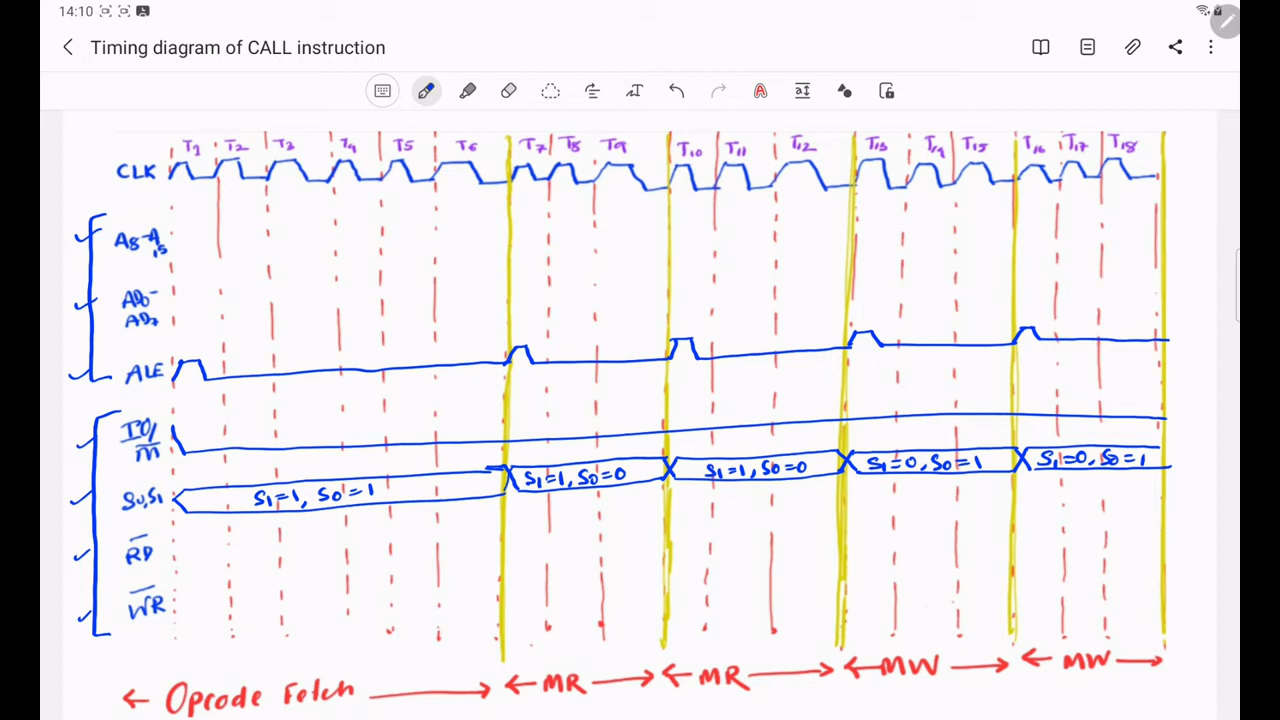 14:10
Timing diagram of CALL instruction
T1 T2 T3 T4 T5 T6 T7 T8 T9 T10 T11 T12 T13 T14 T15 T16 T17 T18
CLK
A8-A15
AD0-
AD7
ALE
IO/
M̅
S0,S1 S1=1, S0=1 S1=1, S0=0 S1=1, S0=0 S1=0, S0=1 S1=0, S0=1
R̅D̅
W̅R̅
← Opcode Fetch → ← MR → ← MR → ← MW → ← MW →